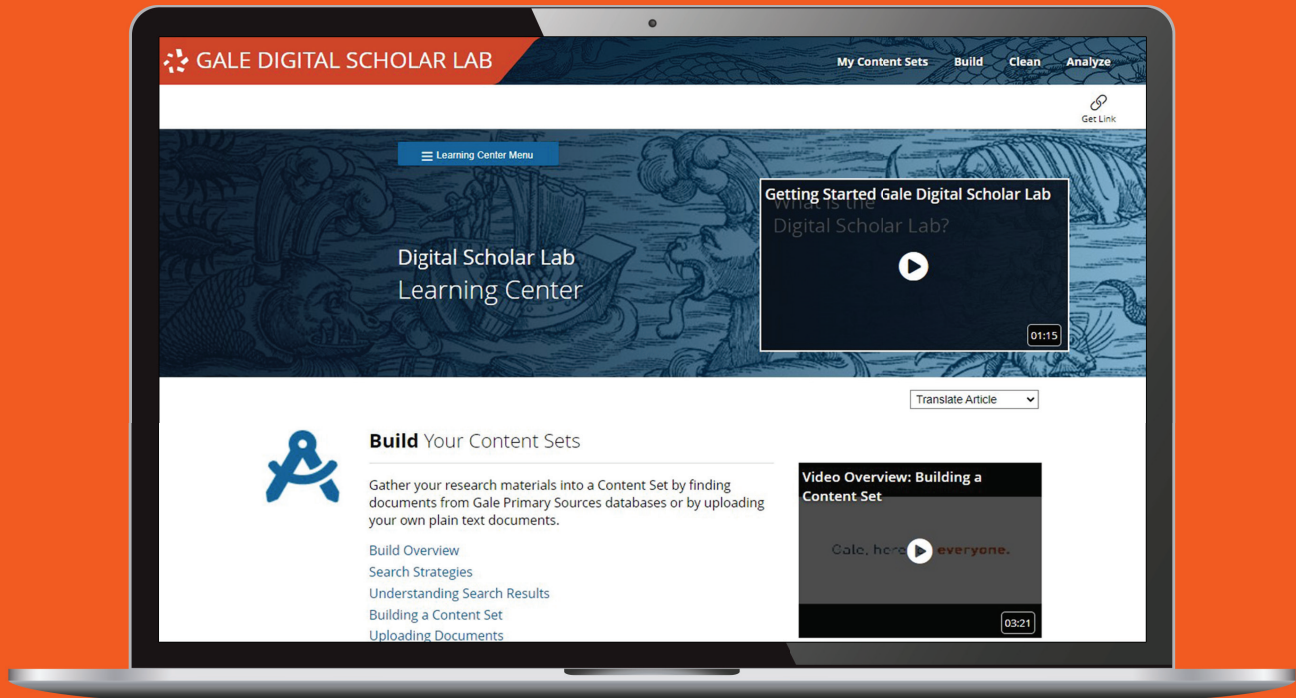 GALE DIGITAL SCHOLAR LAB
My Content Sets Build Clean Analyze
Get Link
Learning Center Menu
Getting Started Gale Digital Scholar Lab
What is the
Digital Scholar Lab?
01:15
Digital Scholar Lab
Learning Center
Translate Article
Build Your Content Sets
Gather your research materials into a Content Set by finding
documents from Gale Primary Sources databases or by uploading
your own plain text documents.
Build Overview
Search Strategies
Understanding Search Results
Building a Content Set
Uploading Documents
Video Overview: Building a
Content Set
Gale, here everyone.
03:21